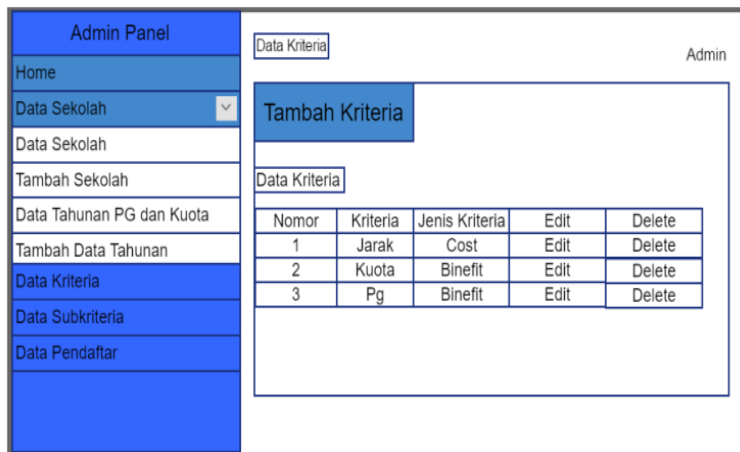 Admin Panel
Home
Data Sekolah
Data Sekolah
Tambah Sekolah
Data Tahunan PG dan Kuota
Tambah Data Tahunan
Data Kriteria
Data Subkriteria
Data Pendaftar
Data Kriteria
Admin
Tambah Kriteria
Data Kriteria
Nomor Kriteria Jenis Kriteria Edit Delete
1 Jarak Cost Edit Delete
2 Kuota Binefit Edit Delete
3 Pg Binefit Edit Delete